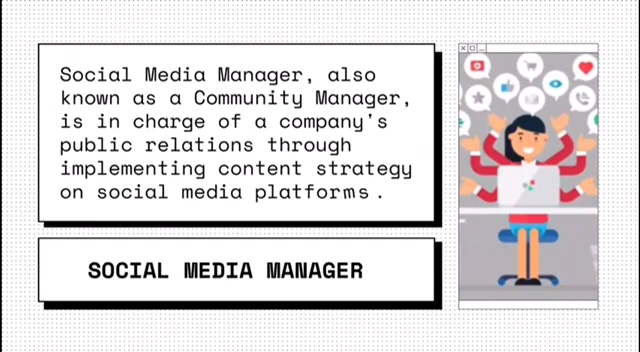 Social Media Manager, also
known as a Community Manager,
is in charge of a company's
public relations through
implementing content strategy
on social media platforms.
SOCIAL MEDIA MANAGER